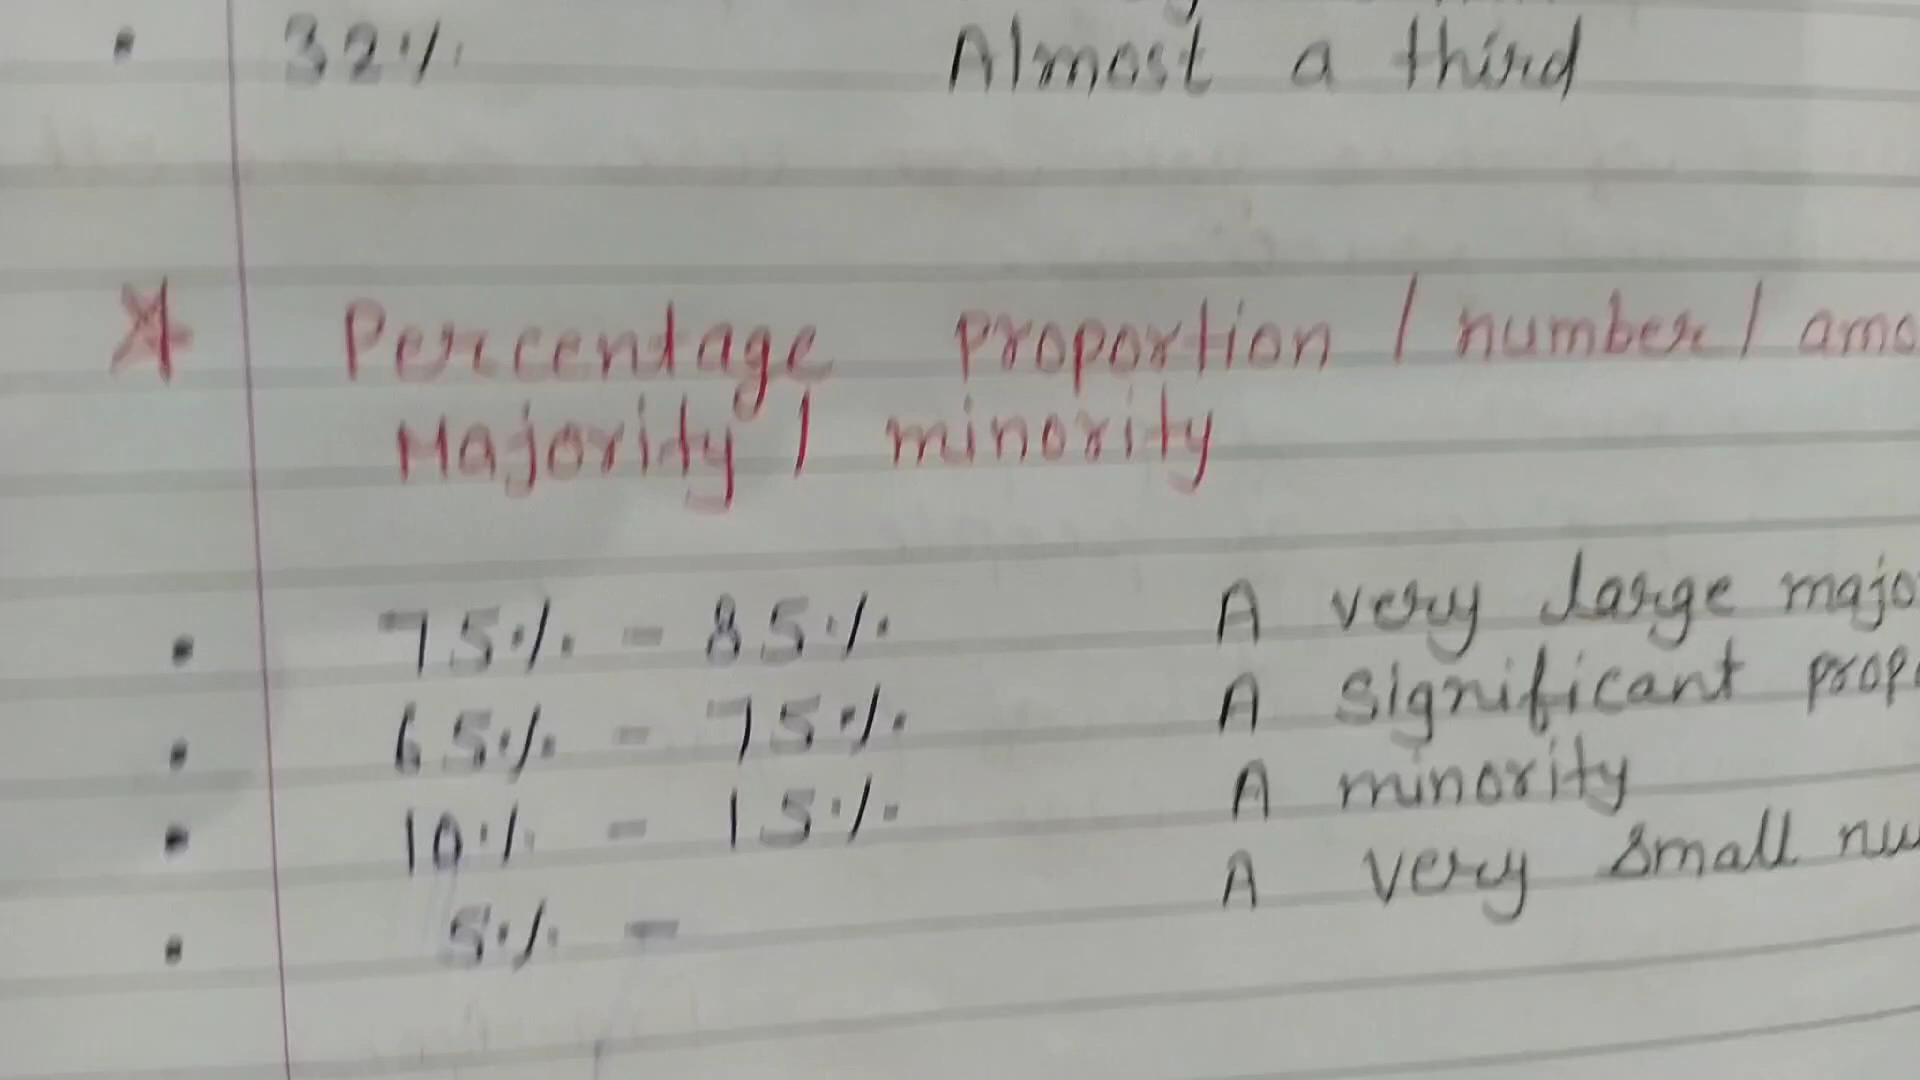 • 32% Almost a third
* Percentage proportion / number / amo
Majority / minority
• 75% - 85% A very large majo
• 65% - 75% A significant prop
• 10% - 15% A minority
• 5% - A very small nu